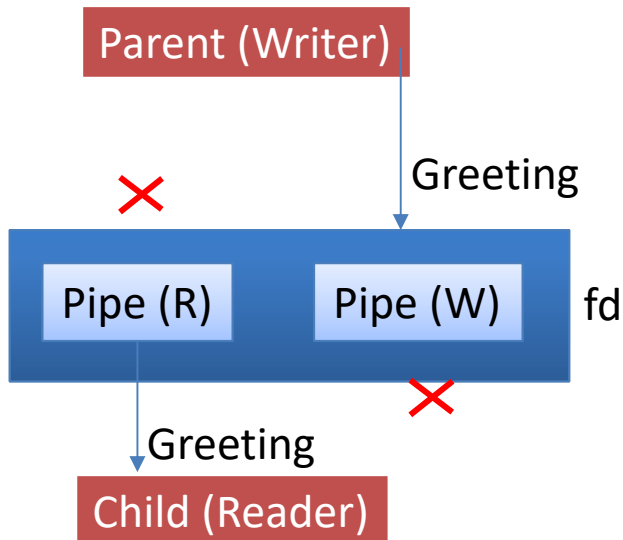 Parent (Writer)
Greeting
Pipe (R)
Pipe (W)
fd
Greeting
Child (Reader)